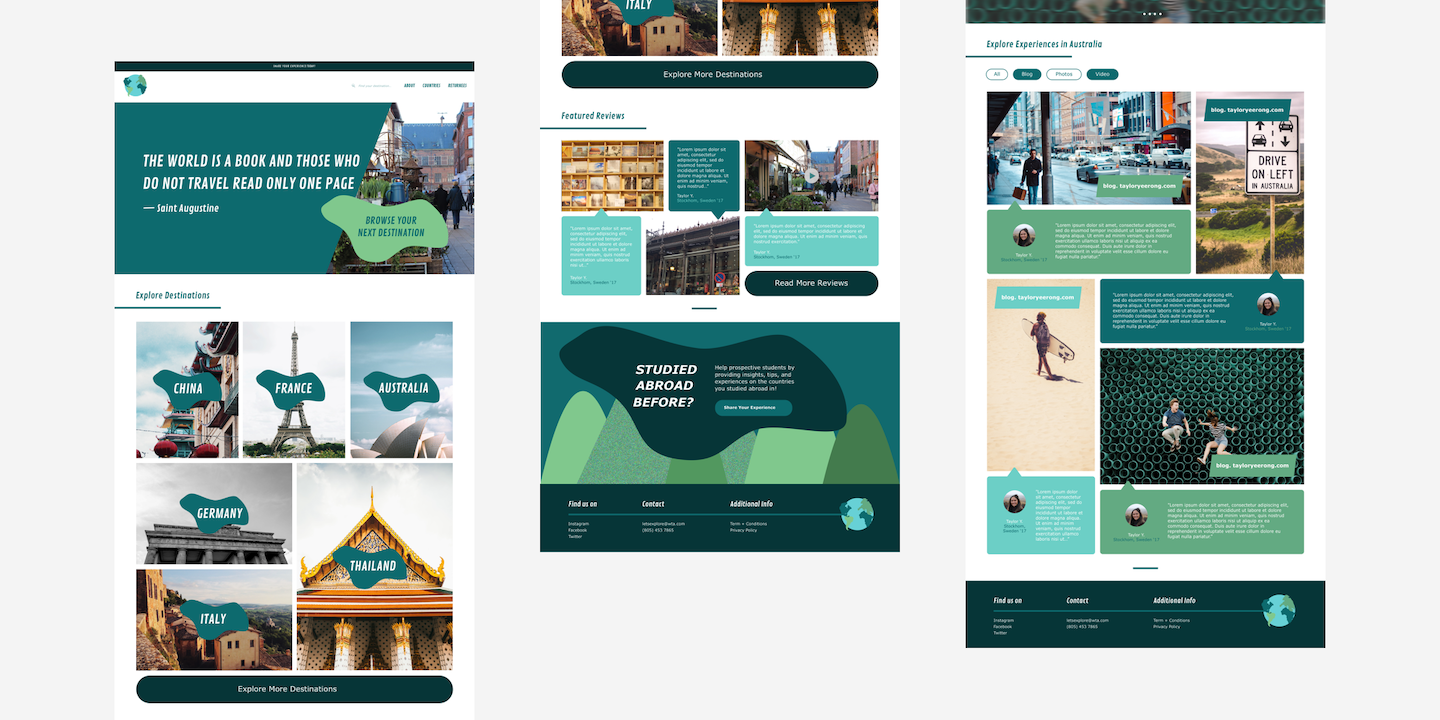 SHARE YOUR EXPERIENCE TODAY!
ABOUT
COUNTRIES
RETURNEES
THE WORLD IS A BOOK AND THOSE WHO
DO NOT TRAVEL READ ONLY ONE PAGE
— Saint Augustine
BROWSE YOUR
NEXT DESTINATION
Explore Destinations
CHINA
FRANCE
AUSTRALIA
GERMANY
THAILAND
ITALY
Explore More Destinations
ITALY
Explore More Destinations
Featured Reviews
"Lorem ipsum dolor sit
amet, consectetur
adipiscing elit, sed do
eiusmod tempor
incididunt ut labore et
dolore magna aliqua. Ut
enim ad minim veniam,
quis nostrud.."
Taylor Y.
Stockholm, Sweden '17
"Lorem ipsum dolor sit
amet, consectetur
adipiscing elit, sed do
eiusmod tempor
incididunt ut labore et
dolore magna aliqua.
Ut enim ad minim
veniam, quis nostrud
exercitation ullamco
laboris nisi ut.."
Taylor Y.
Stockholm, Sweden '17
"Lorem ipsum dolor sit amet, consectetur adipiscing
elit, sed do eiusmod tempor incididunt ut labore et
dolore magna aliqua. Ut enim ad minim veniam, quis
nostrud exercitation."
Taylor Y.
Stockholm, Sweden '17
Read More Reviews
STUDIED
ABROAD
BEFORE?
Help prospective students by
providing insights, tips, and
experiences on the countries
you studied abroad in!
Share Your Experience
Find us on
Contact
Additional Info
Instagram
Facebook
Twitter
letsexplore@wta.com
(805) 453 7865
Term + Conditions
Privacy Policy
Explore Experiences in Australia
All
Blog
Photos
Video
blog. tayloryeerong.com
blog. tayloryeerong.com
DRIVE
ON LEFT
IN AUSTRALIA
"Lorem ipsum dolor sit amet, consectetur adipiscing elit,
sed do eiusmod tempor incididunt ut labore et dolore
magna aliqua. Ut enim ad minim veniam, quis nostrud
exercitation ullamco laboris nisi ut aliquip ex ea
commodo consequat. Duis aute irure dolor in
reprehenderit in voluptate velit esse cillum dolore eu
fugiat nulla pariatur."
Taylor Y.
Stockholm, Sweden '17
blog. tayloryeerong.com
"Lorem ipsum dolor sit amet, consectetur adipiscing elit,
sed do eiusmod tempor incididunt ut labore et dolore
magna aliqua. Ut enim ad minim veniam, quis nostrud
exercitation ullamco laboris nisi ut aliquip ex ea
commodo consequat. Duis aute irure dolor in
reprehenderit in voluptate velit esse cillum dolore eu
fugiat nulla pariatur."
Taylor Y.
Stockholm, Sweden '17
blog. tayloryeerong.com
Taylor Y.
Stockholm,
Sweden '17
"Lorem ipsum dolor
sit amet, consectetur
adipiscing elit, sed
do eiusmod tempor
incididunt ut labore
et dolore magna
aliqua. Ut enim ad
minim veniam, quis
nostrud exercitation
ullamco laboris nisi ut.."
Taylor Y.
Stockholm, Sweden '17
"Lorem ipsum dolor sit amet, consectetur adipiscing elit,
sed do eiusmod tempor incididunt ut labore et dolore
magna aliqua. Ut enim ad minim veniam, quis nostrud
exercitation ullamco laboris nisi ut aliquip ex ea
commodo consequat. Duis aute irure dolor in
reprehenderit in voluptate velit esse cillum dolore eu
fugiat nulla pariatur."
Find us on
Contact
Additional Info
Instagram
Facebook
Twitter
letsexplore@wta.com
(805) 453 7865
Term + Conditions
Privacy Policy